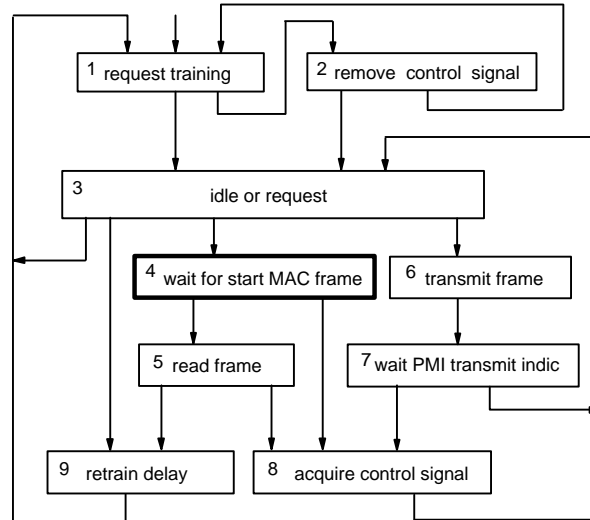 1 request training
2 remove control signal
3 idle or request
4 wait for start MAC frame
6 transmit frame
5 read frame
7 wait PMI transmit indic
9 retrain delay
8 acquire control signal